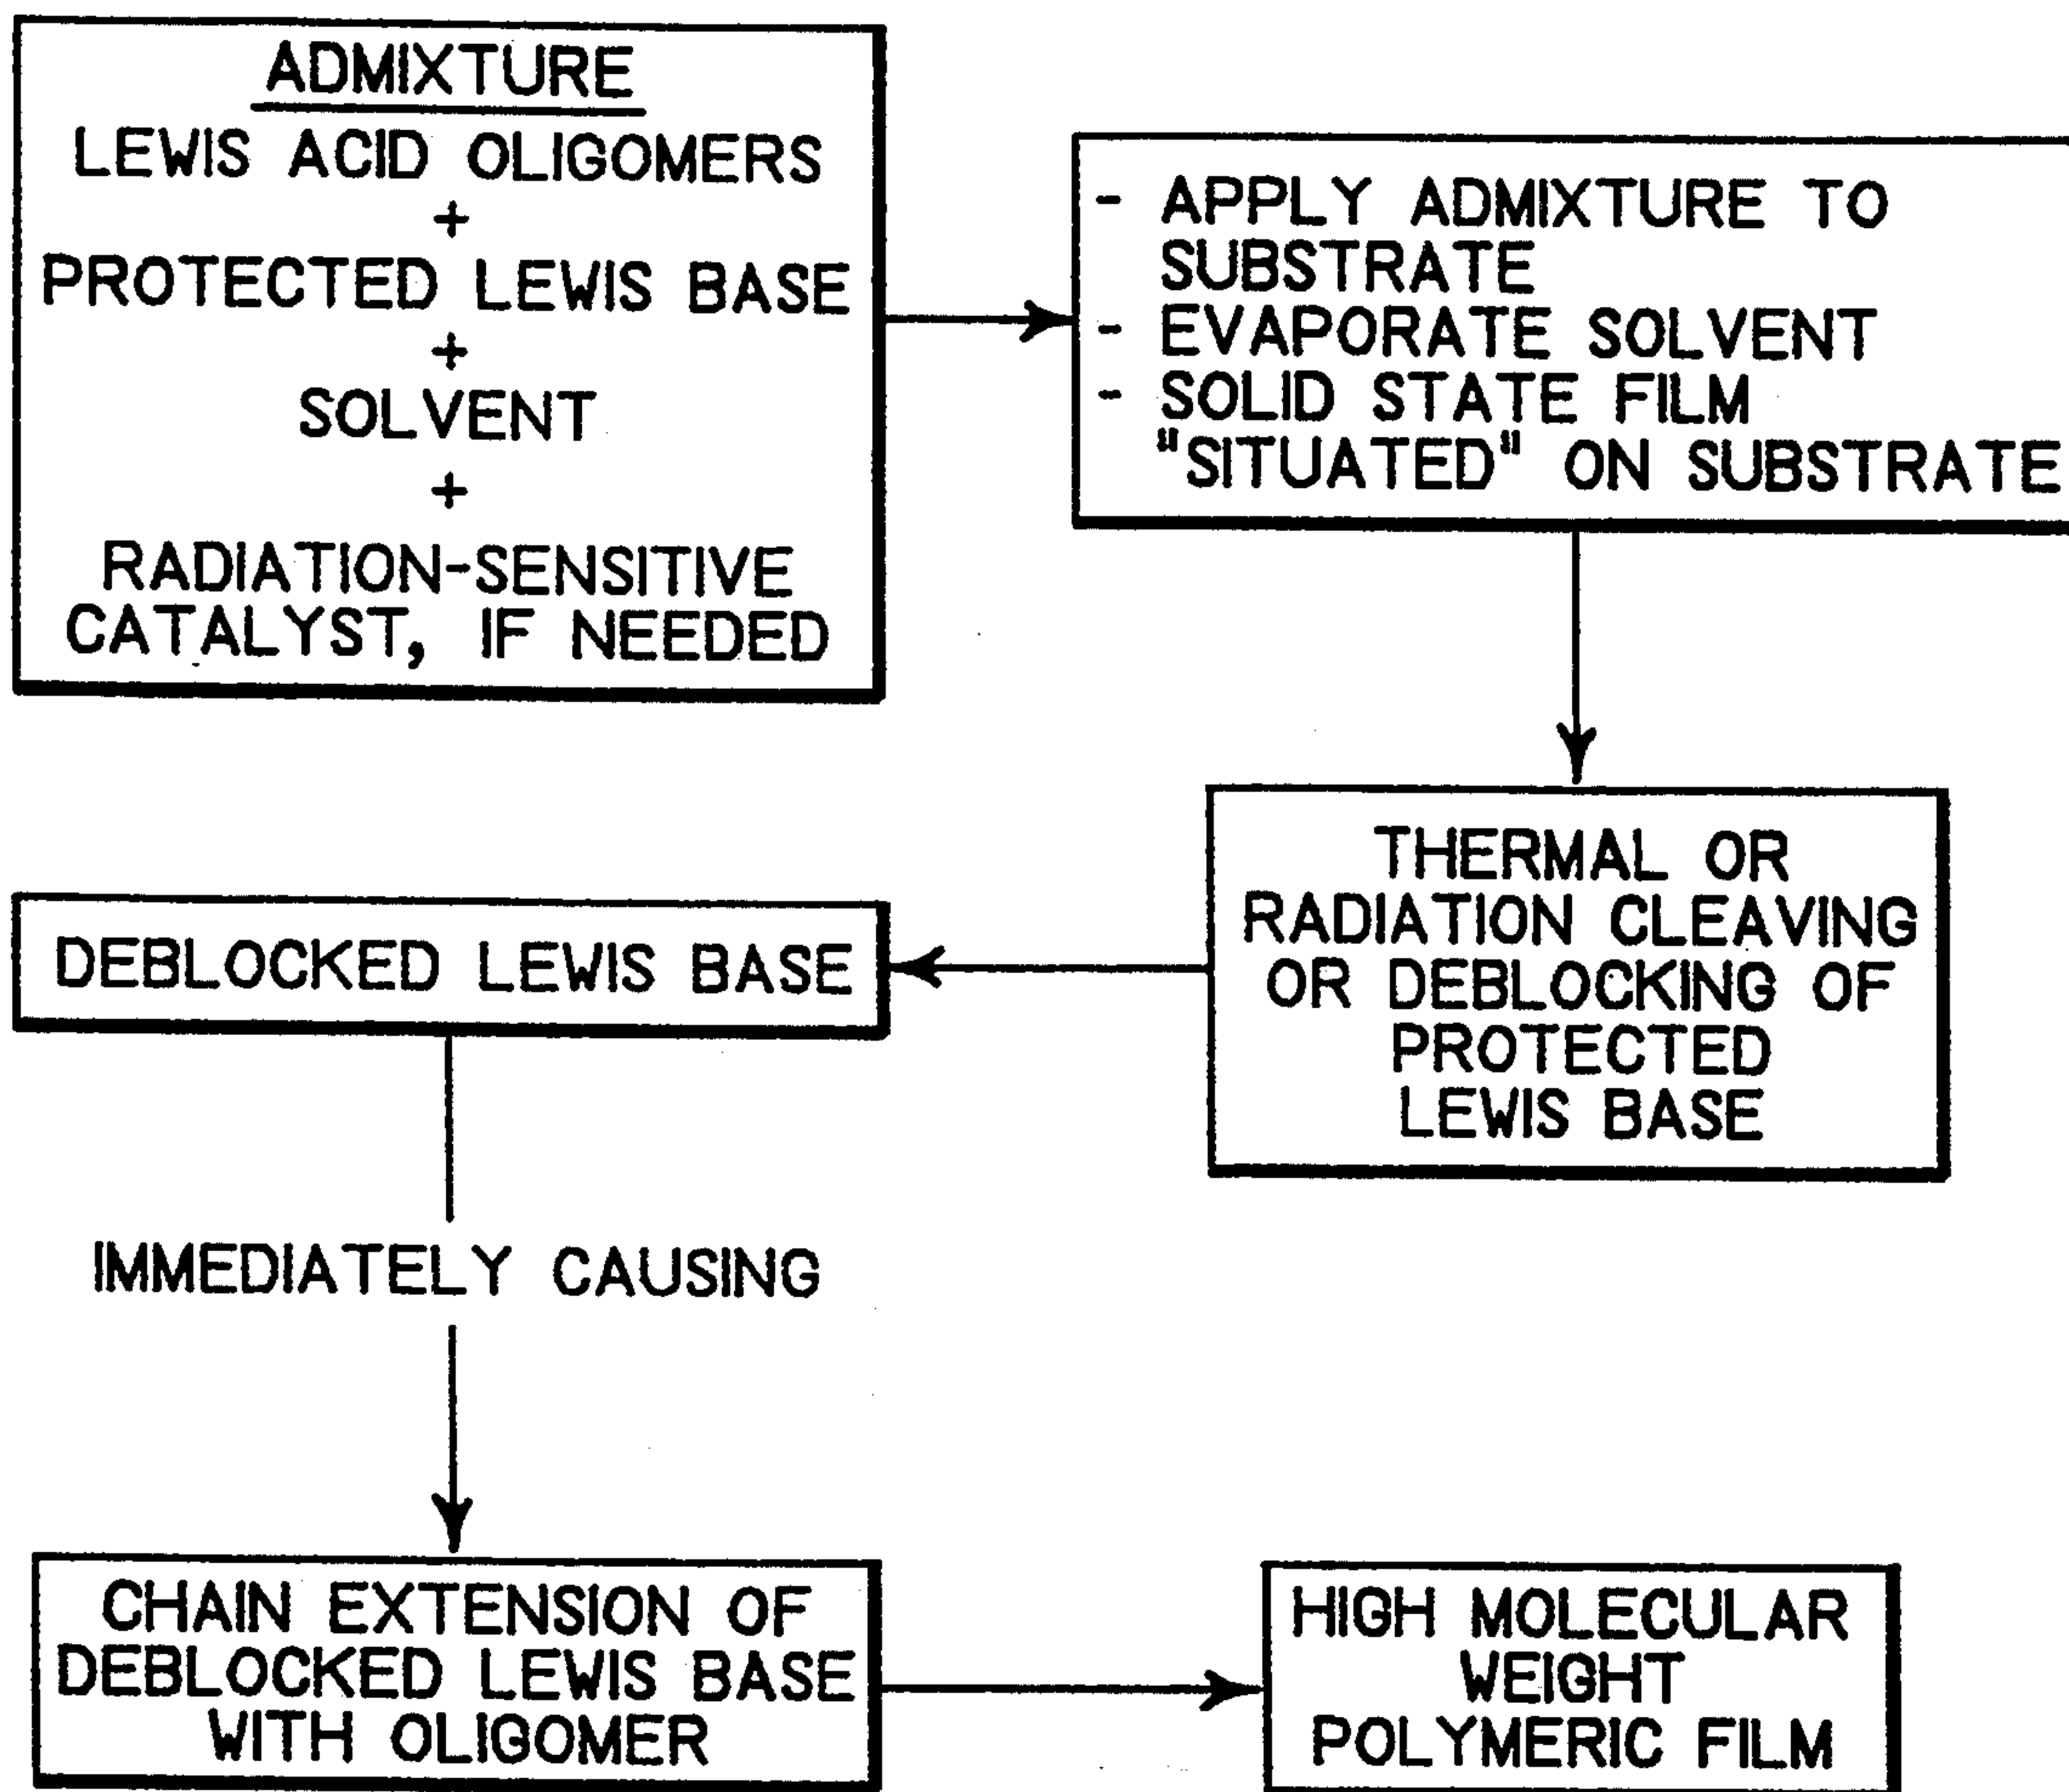 ADMIXTURE
LEWIS ACID OLIGOMERS
+
PROTECTED LEWIS BASE
+
SOLVENT
+
RADIATION-SENSITIVE
CATALYST, IF NEEDED
- APPLY ADMIXTURE TO
SUBSTRATE
- EVAPORATE SOLVENT
- SOLID STATE FILM
"SITUATED" ON SUBSTRATE
THERMAL OR
RADIATION CLEAVING
OR DEBLOCKING OF
PROTECTED
LEWIS BASE
DEBLOCKED LEWIS BASE
IMMEDIATELY CAUSING
CHAIN EXTENSION OF
DEBLOCKED LEWIS BASE
WITH OLIGOMER
HIGH MOLECULAR
WEIGHT
POLYMERIC FILM